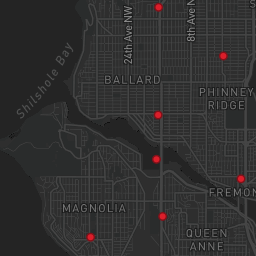 24th Ave NW
8th Ave N
Shilshole Bay
BALLARD
PHINNEY
RIDGE
FREMON
MAGNOLIA
QUEEN
ANNE